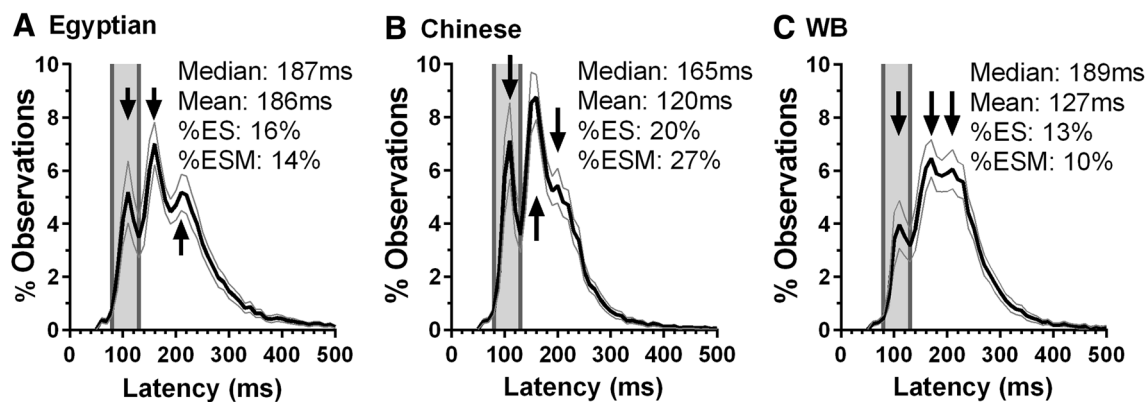 A Egyptian
% Observations
10
8
6
4
2
0
Median: 187ms
Mean: 186ms
%ES: 16%
%ESM: 14%
0 100 200 300 400 500
Latency (ms)
B Chinese
% Observations
10
8
6
4
2
0
Median: 165ms
Mean: 120ms
%ES: 20%
%ESM: 27%
0 100 200 300 400 500
Latency (ms)
C WB
% Observations
10
8
6
4
2
0
Median: 189ms
Mean: 127ms
%ES: 13%
%ESM: 10%
0 100 200 300 400 500
Latency (ms)